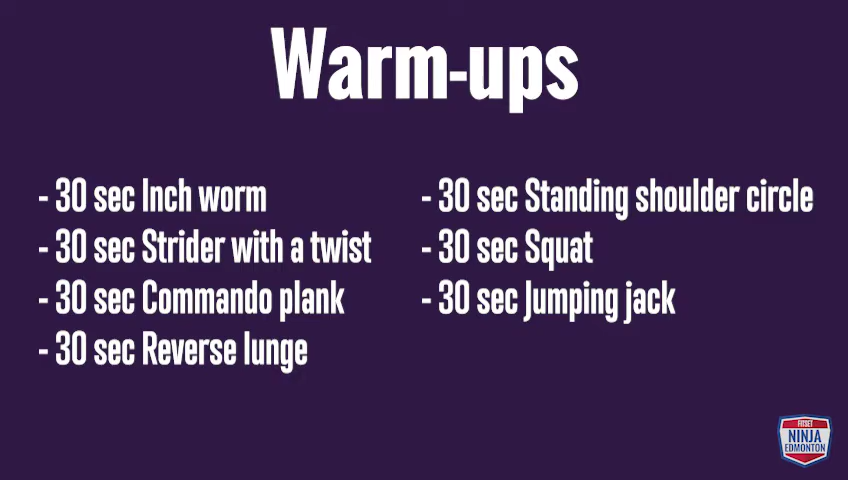 Warm-ups
- 30 sec Inch worm
- 30 sec Strider with a twist
- 30 sec Commando plank
- 30 sec Reverse lunge
- 30 sec Standing shoulder circle
- 30 sec Squat
- 30 sec Jumping jack
FITSET
NINJA
EDMONTON